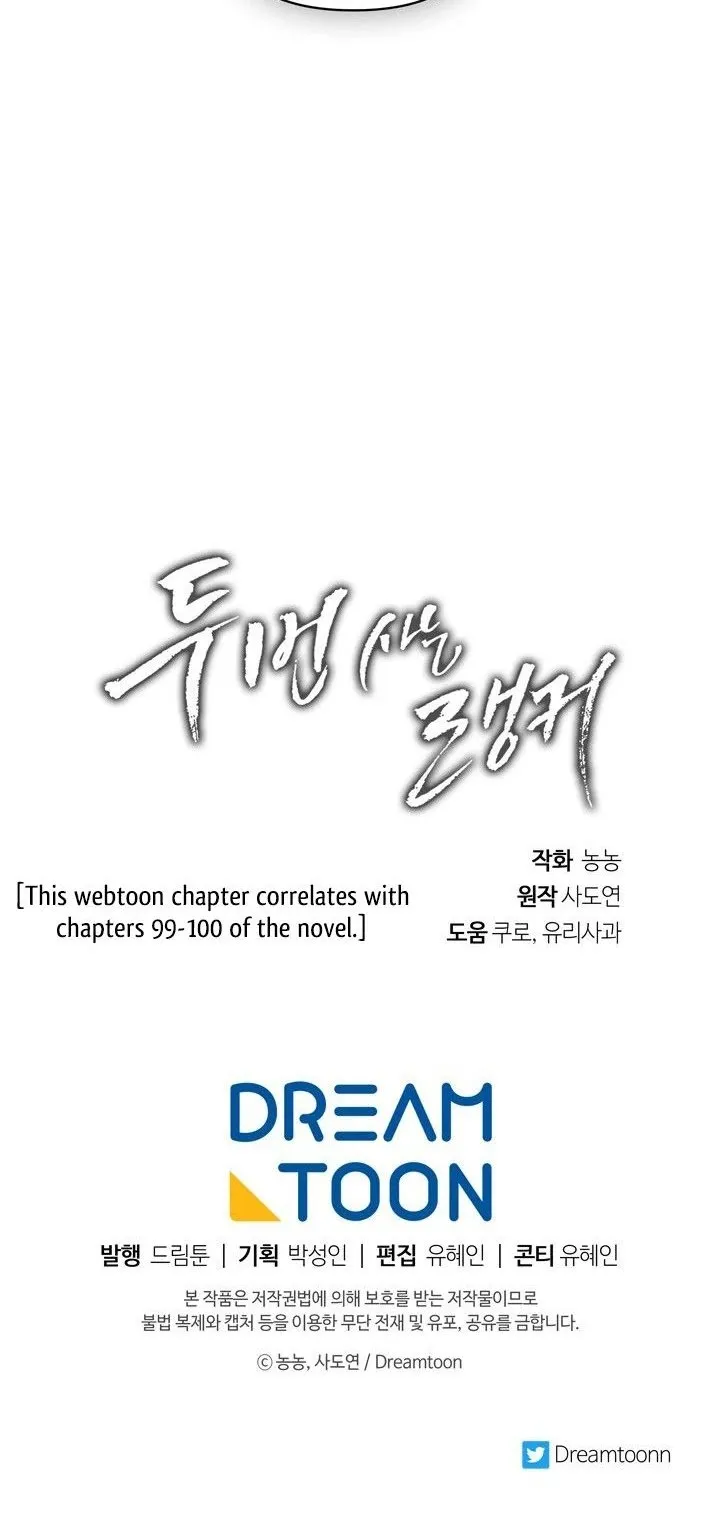 두 번 사는
랭커
작화 농농
원작 사도연
도움 쿠로, 유리사과
[This webtoon chapter correlates with
chapters 99-100 of the novel.]
DREAM
TOON
발행 드림툰 | 기획 박성인 | 편집 유혜인 | 콘티 유혜인
본 작품은 저작권법에 의해 보호를 받는 저작물이므로
불법 복제와 캡처 등을 이용한 무단 전재 및 유포, 공유를 금합니다.
ⓒ 농농, 사도연 / Dreamtoon
Dreamtoonn